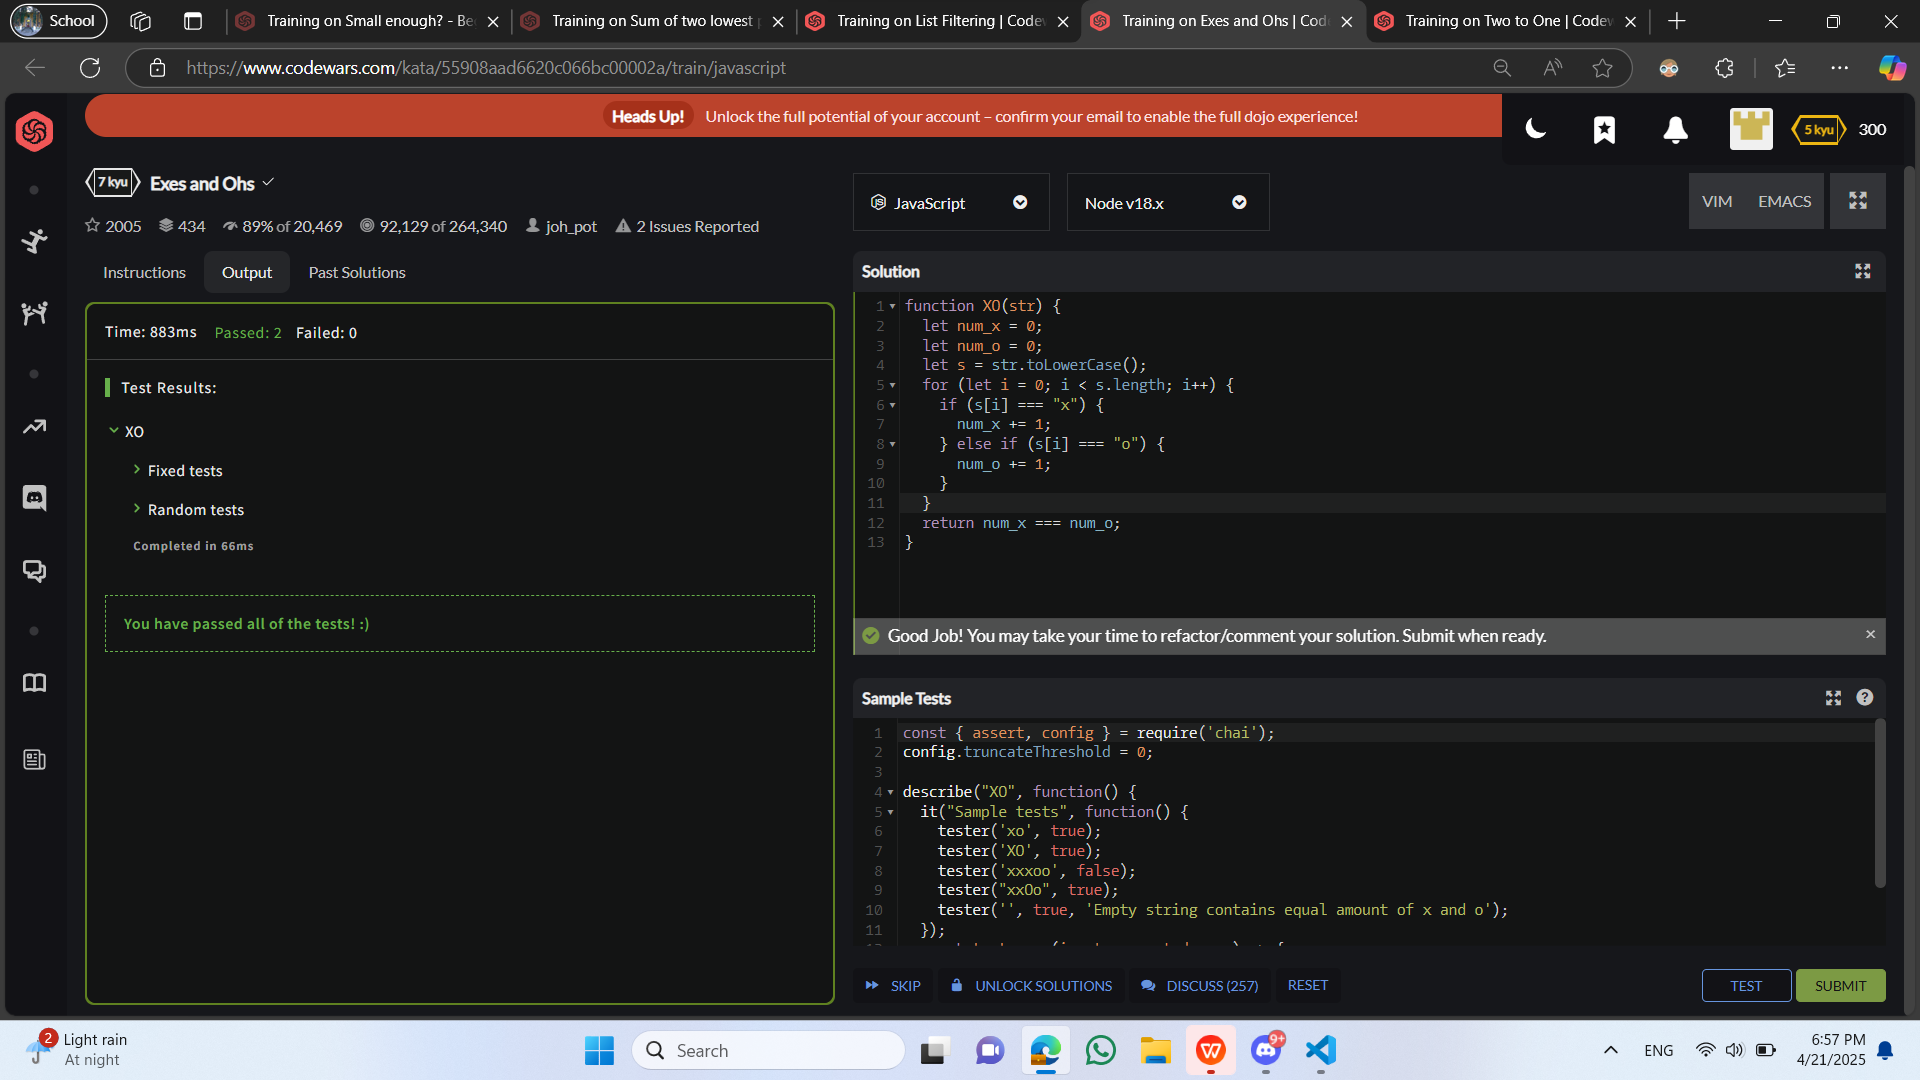 School
Training on Small enough? - Be
Training on Sum of two lowest p
Training on List Filtering | Codew
Training on Exes and Ohs | Cod
Training on Two to One | Codew
https://www.codewars.com/kata/55908aad6620c066bc00002a/train/javascript
Heads Up! Unlock the full potential of your account – confirm your email to enable the full dojo experience!
5 kyu 300
7 kyu Exes and Ohs
2005 434 89% of 20,469 92,129 of 264,340 joh_pot 2 Issues Reported
Instructions Output Past Solutions
Time: 883ms Passed: 2 Failed: 0
Test Results:
XO
Fixed tests
Random tests
Completed in 66ms
You have passed all of the tests! :)
JavaScript
Node v18.x
VIM EMACS
Solution
1 function XO(str) {
2 let num_x = 0;
3 let num_o = 0;
4 let s = str.toLowerCase();
5 for (let i = 0; i < s.length; i++) {
6 if (s[i] === "x") {
7 num_x += 1;
8 } else if (s[i] === "o") {
9 num_o += 1;
10 }
11 }
12 return num_x === num_o;
13 }
Good Job! You may take your time to refactor/comment your solution. Submit when ready.
Sample Tests
1 const { assert, config } = require('chai');
2 config.truncateThreshold = 0;
3
4 describe("XO", function() {
5 it("Sample tests", function() {
6 tester('xo', true);
7 tester('XO', true);
8 tester('xxxoo', false);
9 tester("xxOo", true);
10 tester('', true, 'Empty string contains equal amount of x and o');
11 });
SKIP UNLOCK SOLUTIONS DISCUSS (257) RESET
TEST SUBMIT
2 Light rain
At night
Search
9+
ENG
6:57 PM
4/21/2025